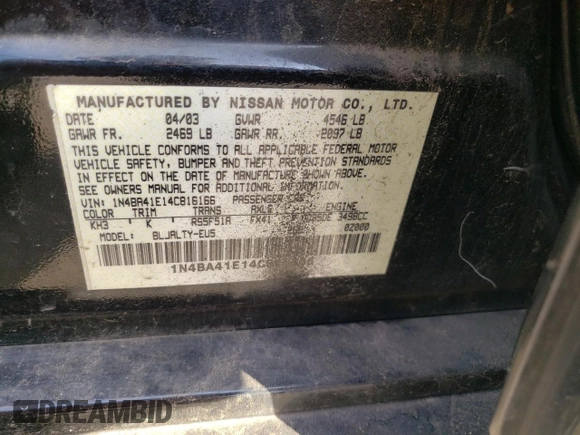 MANUFACTURED BY NISSAN MOTOR CO., LTD.
DATE 04/03 GVWR 4546 LB
GAWR FR. 2469 LB GAWR RR. 2097 LB
THIS VEHICLE CONFORMS TO ALL APPLICABLE FEDERAL MOTOR
VEHICLE SAFETY, BUMPER AND THEFT PREVENTION STANDARDS
IN EFFECT ON THE DATE OF MANUFACTURE SHOWN ABOVE.
SEE OWNERS MANUAL FOR ADDITIONAL INFORMATION
VIN: 1N4BA41E14C816166 PASSENGER CAR
COLOR TRIM TRANS AXLE ENGINE
KH3 K RS5F51A FX41 3498CC
MODEL: BLJALTY-EU5 0Z000
1N4BA41E14C
DREAMBID